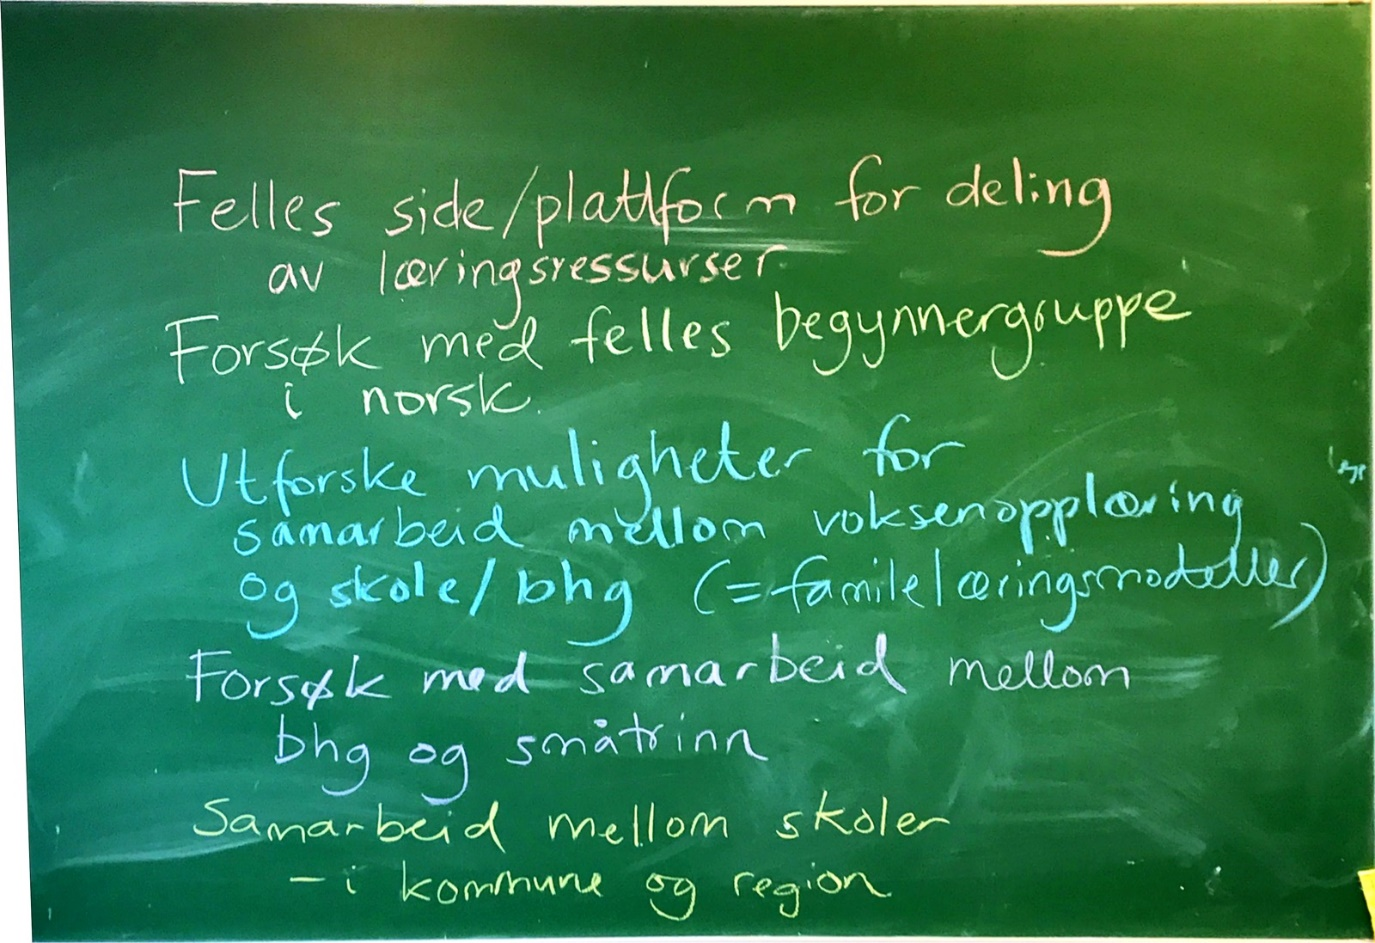 Felles side/plattform for deling
av læringsressurser
Forsøk med felles begynnergruppe
i norsk.
Utforske muligheter for
samarbeid mellom voksenopplæring
og skole/bhg (=familelæringsmodeller)
Forsøk med samarbeid mellom
bhg og småtrinn
Samarbeid mellom skoler
- i kommune og region